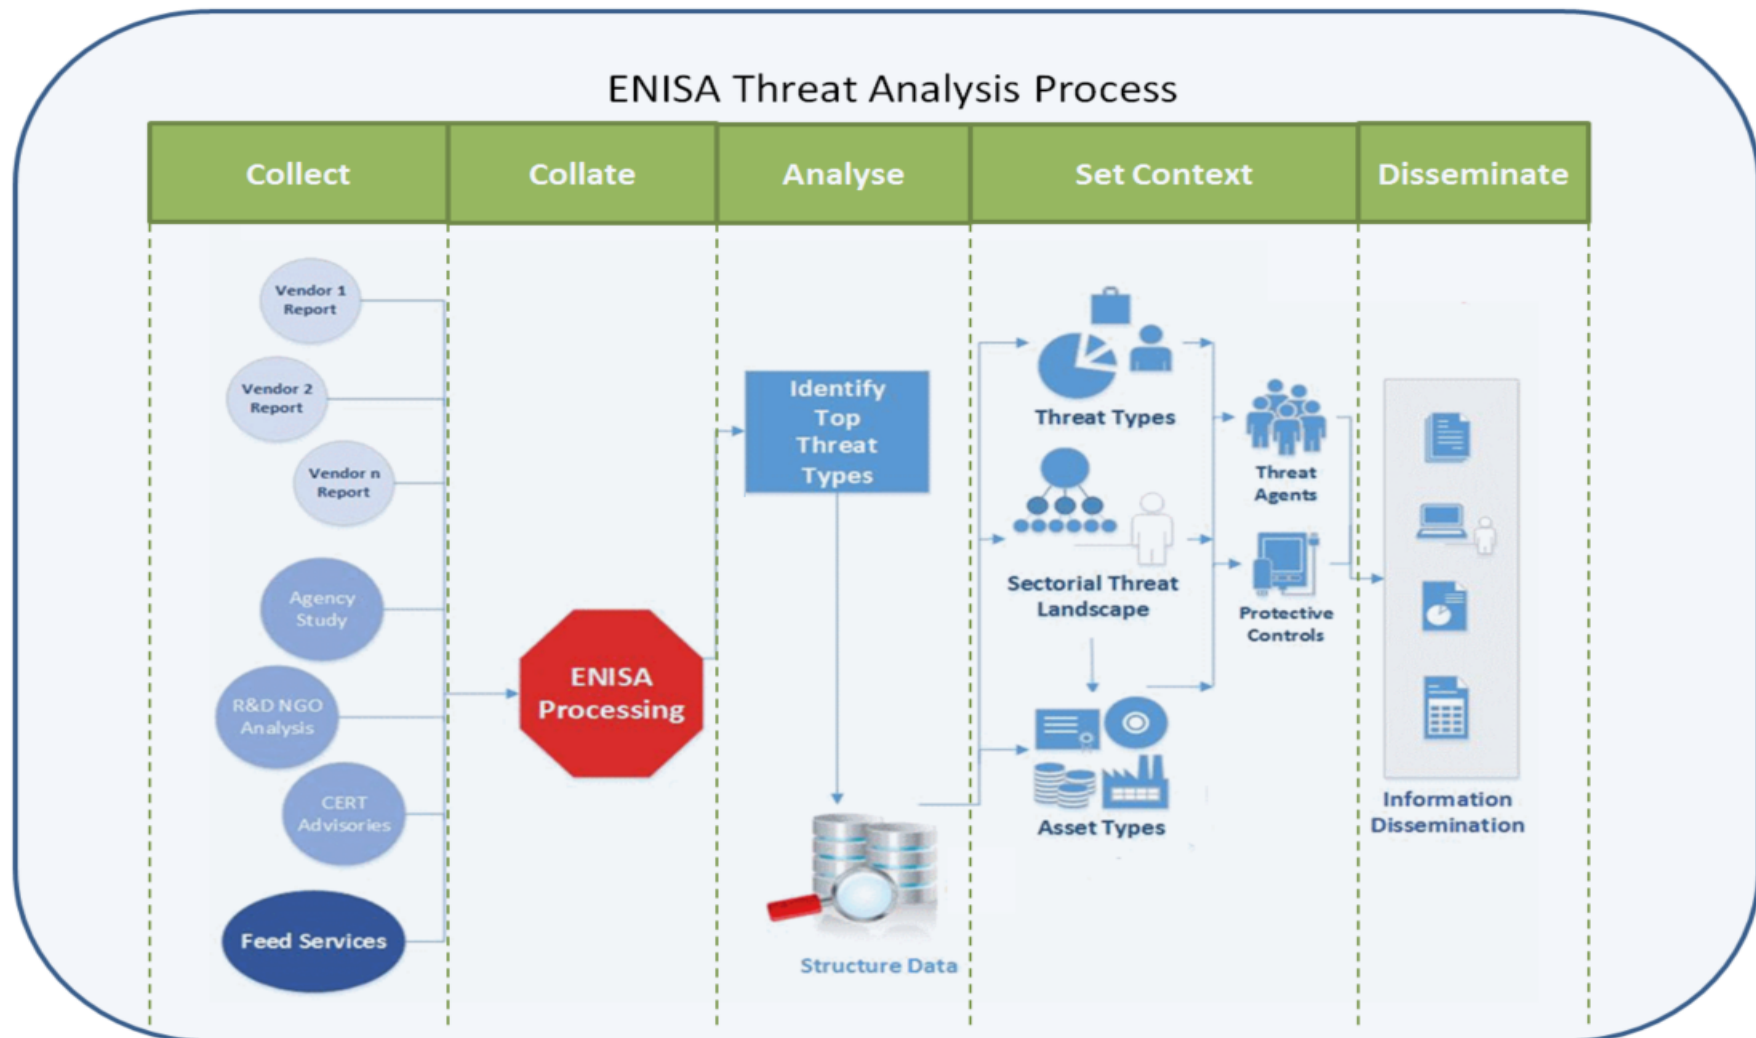 ENISA Threat Analysis Process
Collect
Collate
Analyse
Set Context
Disseminate
Vendor 1
Report
Vendor 2
Report
Vendor n
Report
Agency
Study
R&D NGO
Analysis
CERT
Advisories
Feed Services
ENISA
Processing
Identify
Top
Threat
Types
Structure Data
Threat Types
Sectorial Threat
Landscape
Asset Types
Threat
Agents
Protective
Controls
Information
Dissemination